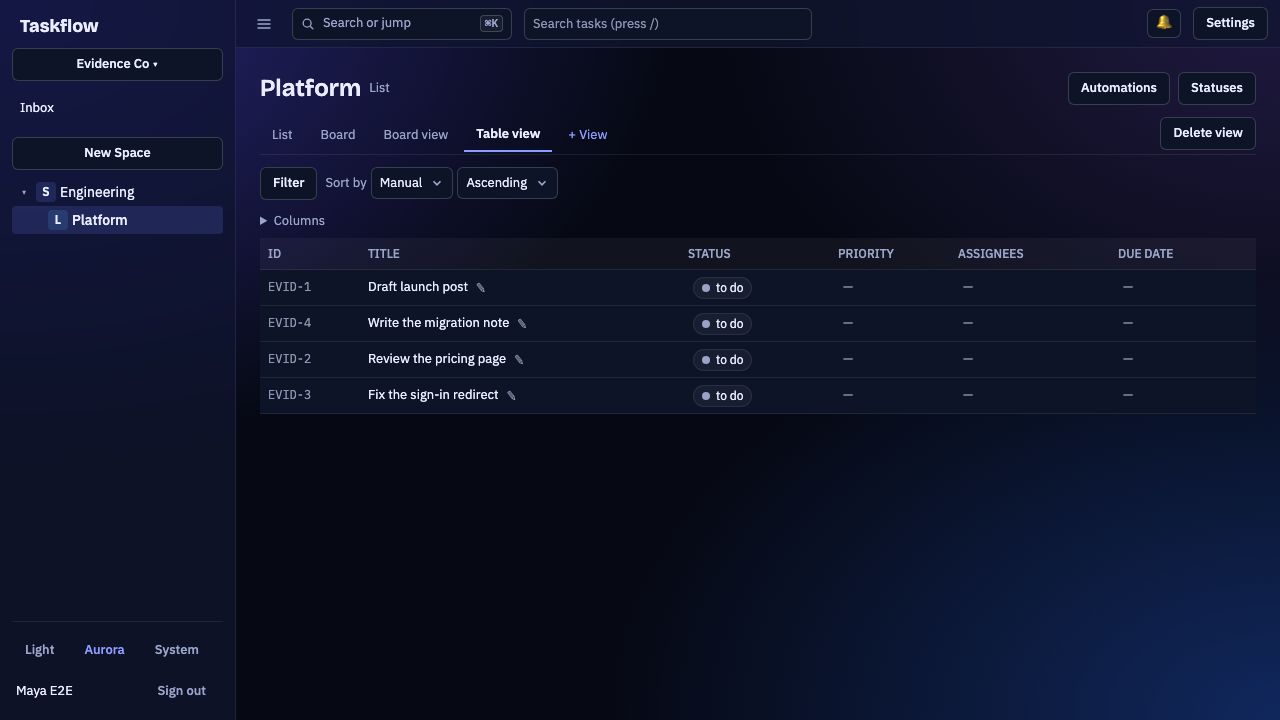 Taskflow
Evidence Co ▾
Inbox
New Space
▾ S Engineering
L Platform
Light Aurora System
Maya E2E Sign out
Search or jump ⌘K
Search tasks (press /)
Settings
Platform List
Automations Statuses
List Board Board view Table view + View
Delete view
Filter Sort by Manual Ascending
Columns
ID TITLE STATUS PRIORITY ASSIGNEES DUE DATE
EVID-1 Draft launch post to do — — —
EVID-4 Write the migration note to do — — —
EVID-2 Review the pricing page to do — — —
EVID-3 Fix the sign-in redirect to do — — —